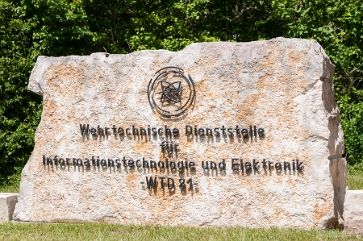 Wehrtechnische Dienststelle
für
Informationstechnologie und Elektronik
-WTD 81-